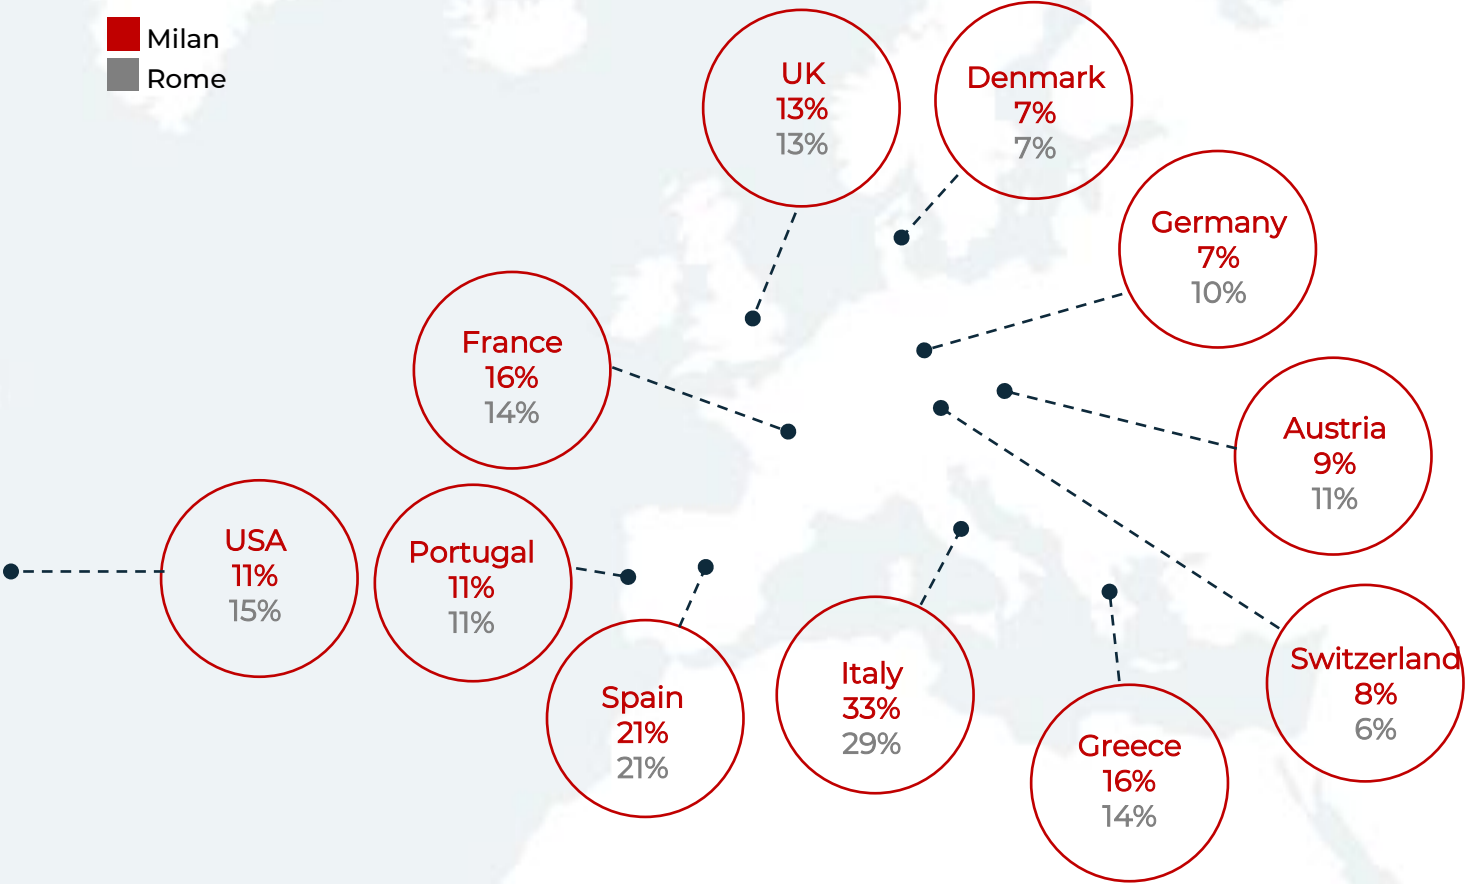 Milan
Rome
UK
13%
13%
Denmark
7%
7%
Germany
7%
10%
France
16%
14%
Austria
9%
11%
USA
11%
15%
Portugal
11%
11%
Spain
21%
21%
Italy
33%
29%
Switzerland
8%
6%
Greece
16%
14%